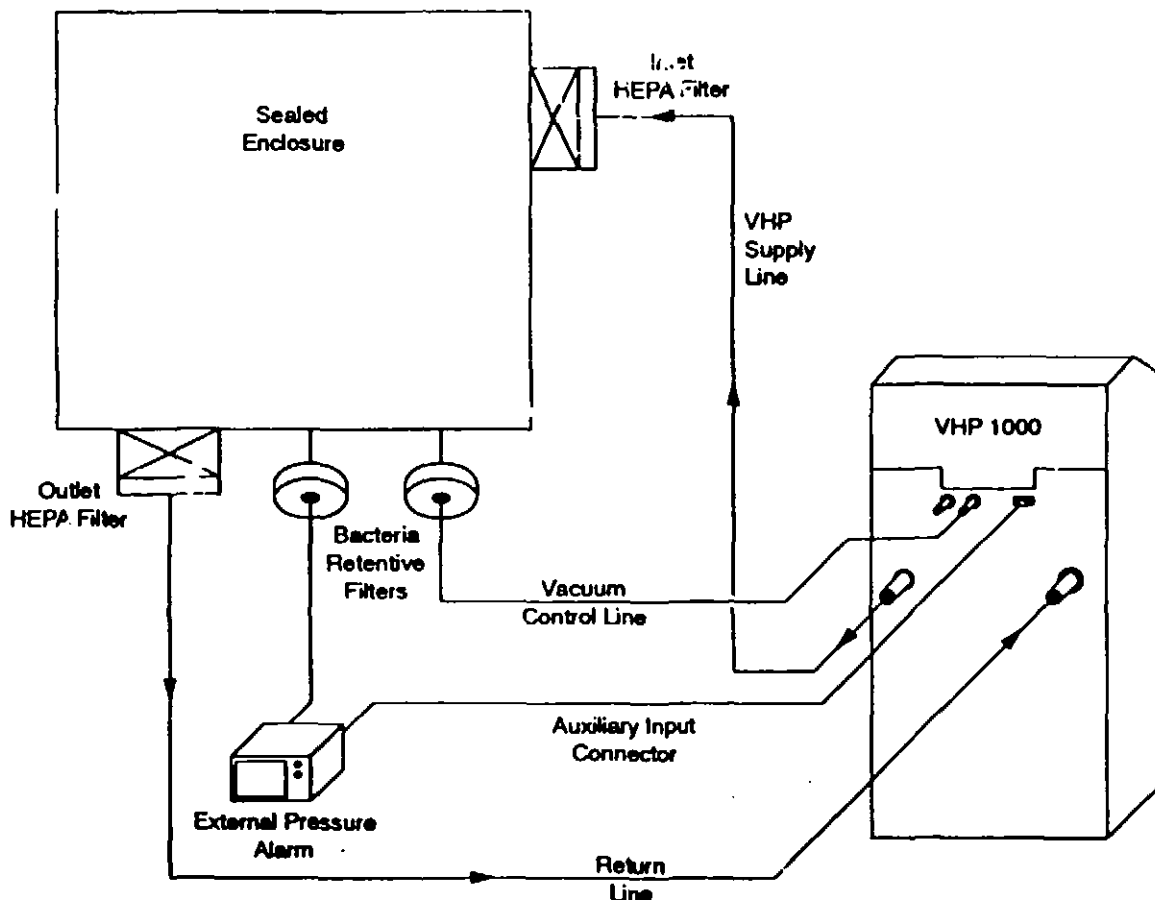 Inlet
HEPA Filter
Sealed
Enclosure
VHP
Supply
Line
VHP 1000
Outlet
HEPA Filter
Bacteria
Retentive
Filters
Vacuum
Control Line
Auxiliary Input
Connector
External Pressure
Alarm
Return
Line